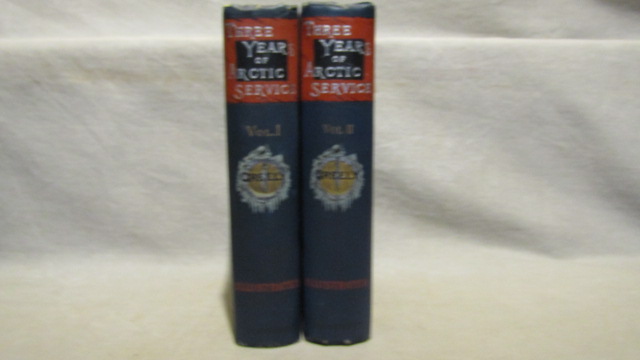 THREE
YEARS
OF
ARCTIC
SERVICE
VOL. I
GREELY
THREE
YEARS
OF
ARCTIC
SERVICE
VOL. II
GREELY